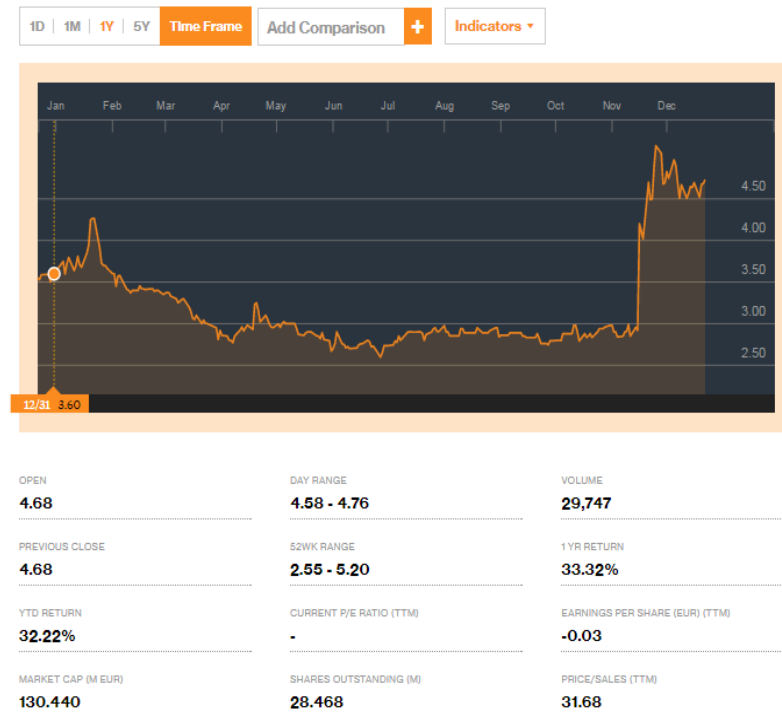 1D | 1M | 1Y | 5Y Time Frame Add Comparison + Indicators
Jan Feb Mar Apr May Jun Jul Aug Sep Oct Nov Dec
4.50
4.00
3.50
3.00
2.50
12/31 3.60
OPEN DAY RANGE VOLUME
4.68 4.58 - 4.76 29,747
PREVIOUS CLOSE 52WK RANGE 1 YR RETURN
4.68 2.55 - 5.20 33.32%
YTD RETURN CURRENT P/E RATIO (TTM) EARNINGS PER SHARE (EUR) (TTM)
32.22% - -0.03
MARKET CAP (M EUR) SHARES OUTSTANDING (M) PRICE/SALES (TTM)
130.440 28.468 31.68